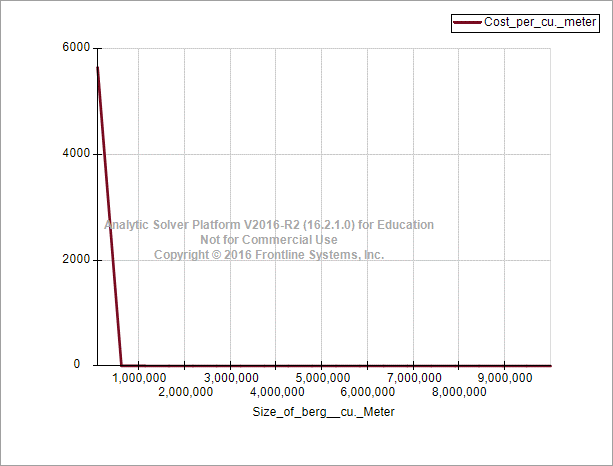 Cost_per_cu._meter
6000
4000
2000
0
Analytic Solver Platform V2016-R2 (16.2.1.0) for Education
Not for Commercial Use
Copyright © 2016 Frontline Systems, Inc.
1,000,000 3,000,000 5,000,000 7,000,000 9,000,000
2,000,000 4,000,000 6,000,000 8,000,000
Size_of_berg__cu._Meter